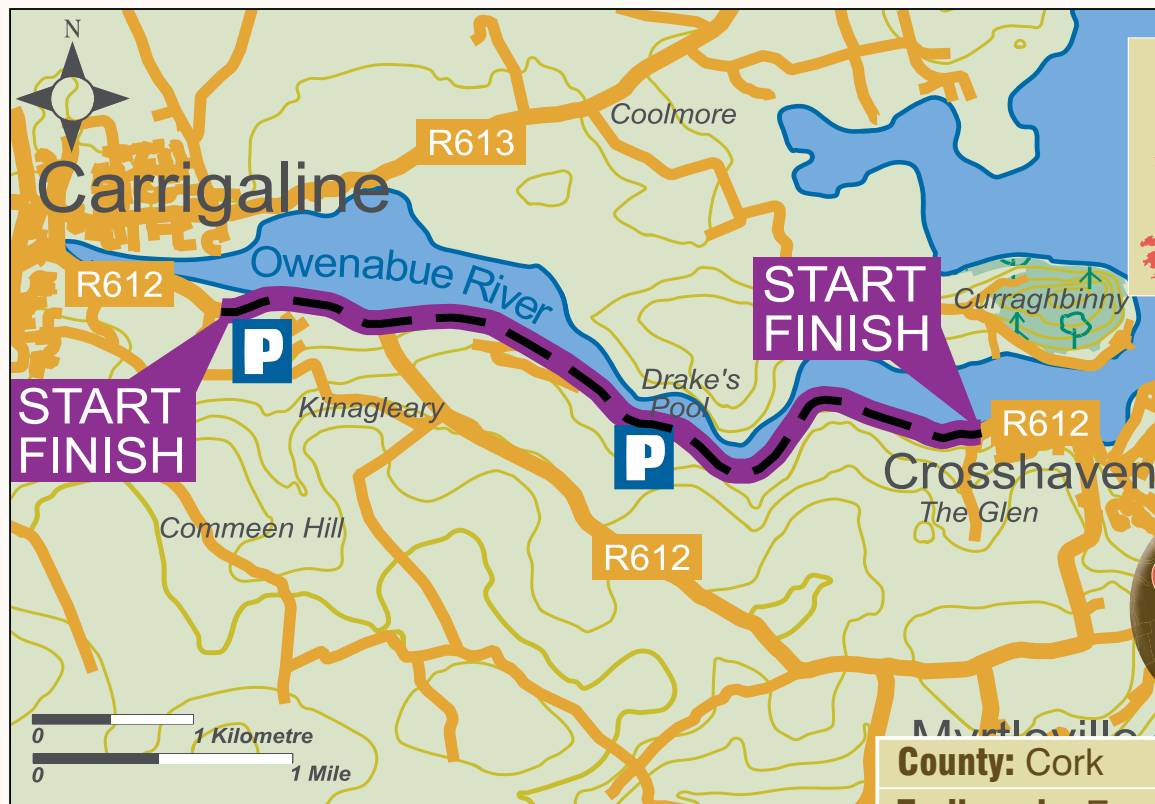 N
Coolmore
R613
Carrigaline
Owenabue River
R612
START
FINISH
Curraghbinny
P
START
FINISH
Kilnagleary
Drake's
Pool
P
R612
Crosshaven
The Glen
Commeen Hill
R612
0 1 Kilometre
0 1 Mile
Myrtleville
County: Cork